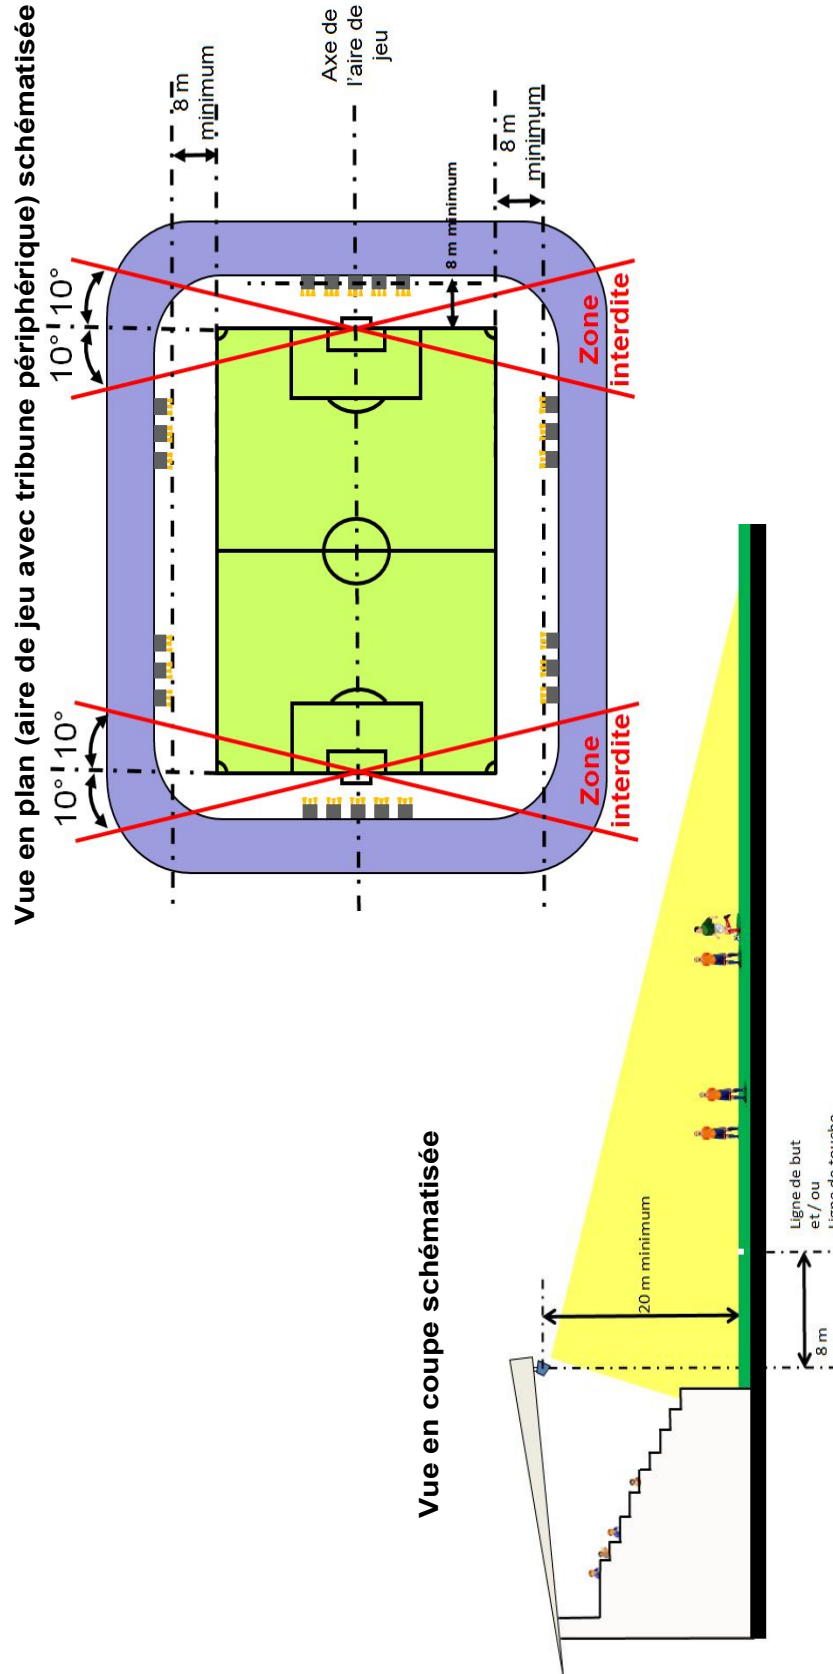 Vue en plan (aire de jeu avec tribune périphérique) schématisée
10° 10°
10° 10°
8 m
minimum
Axe de
l'aire de
jeu
8 m minimum
8 m
minimum
Zone
interdite
Zone
interdite
Vue en coupe schématisée
20 m minimum
8 m
Ligne de but
et / ou